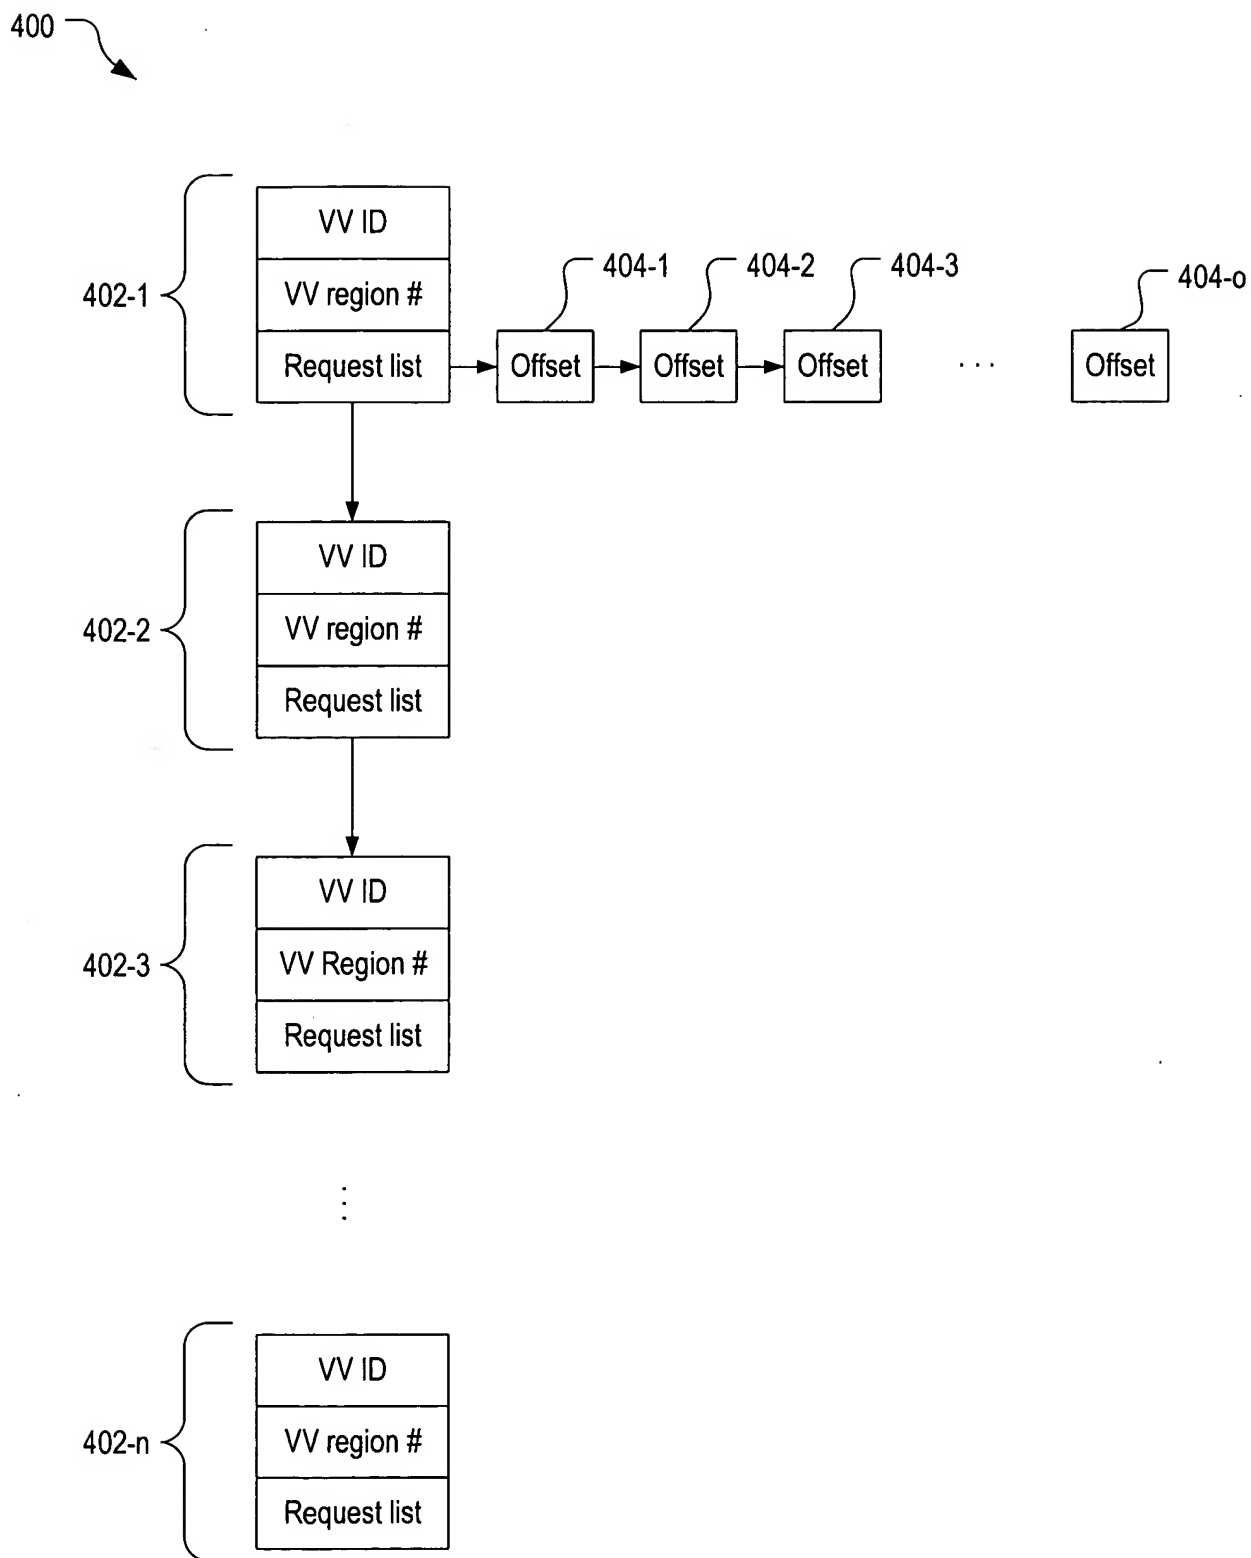 400
VV ID
404-1
404-2
404-3
404-o
402-1
VV region #
Request list
Offset
Offset
Offset
...
Offset
VV ID
402-2
VV region #
Request list
VV ID
402-3
VV Region #
Request list
...
VV ID
402-n
VV region #
Request list